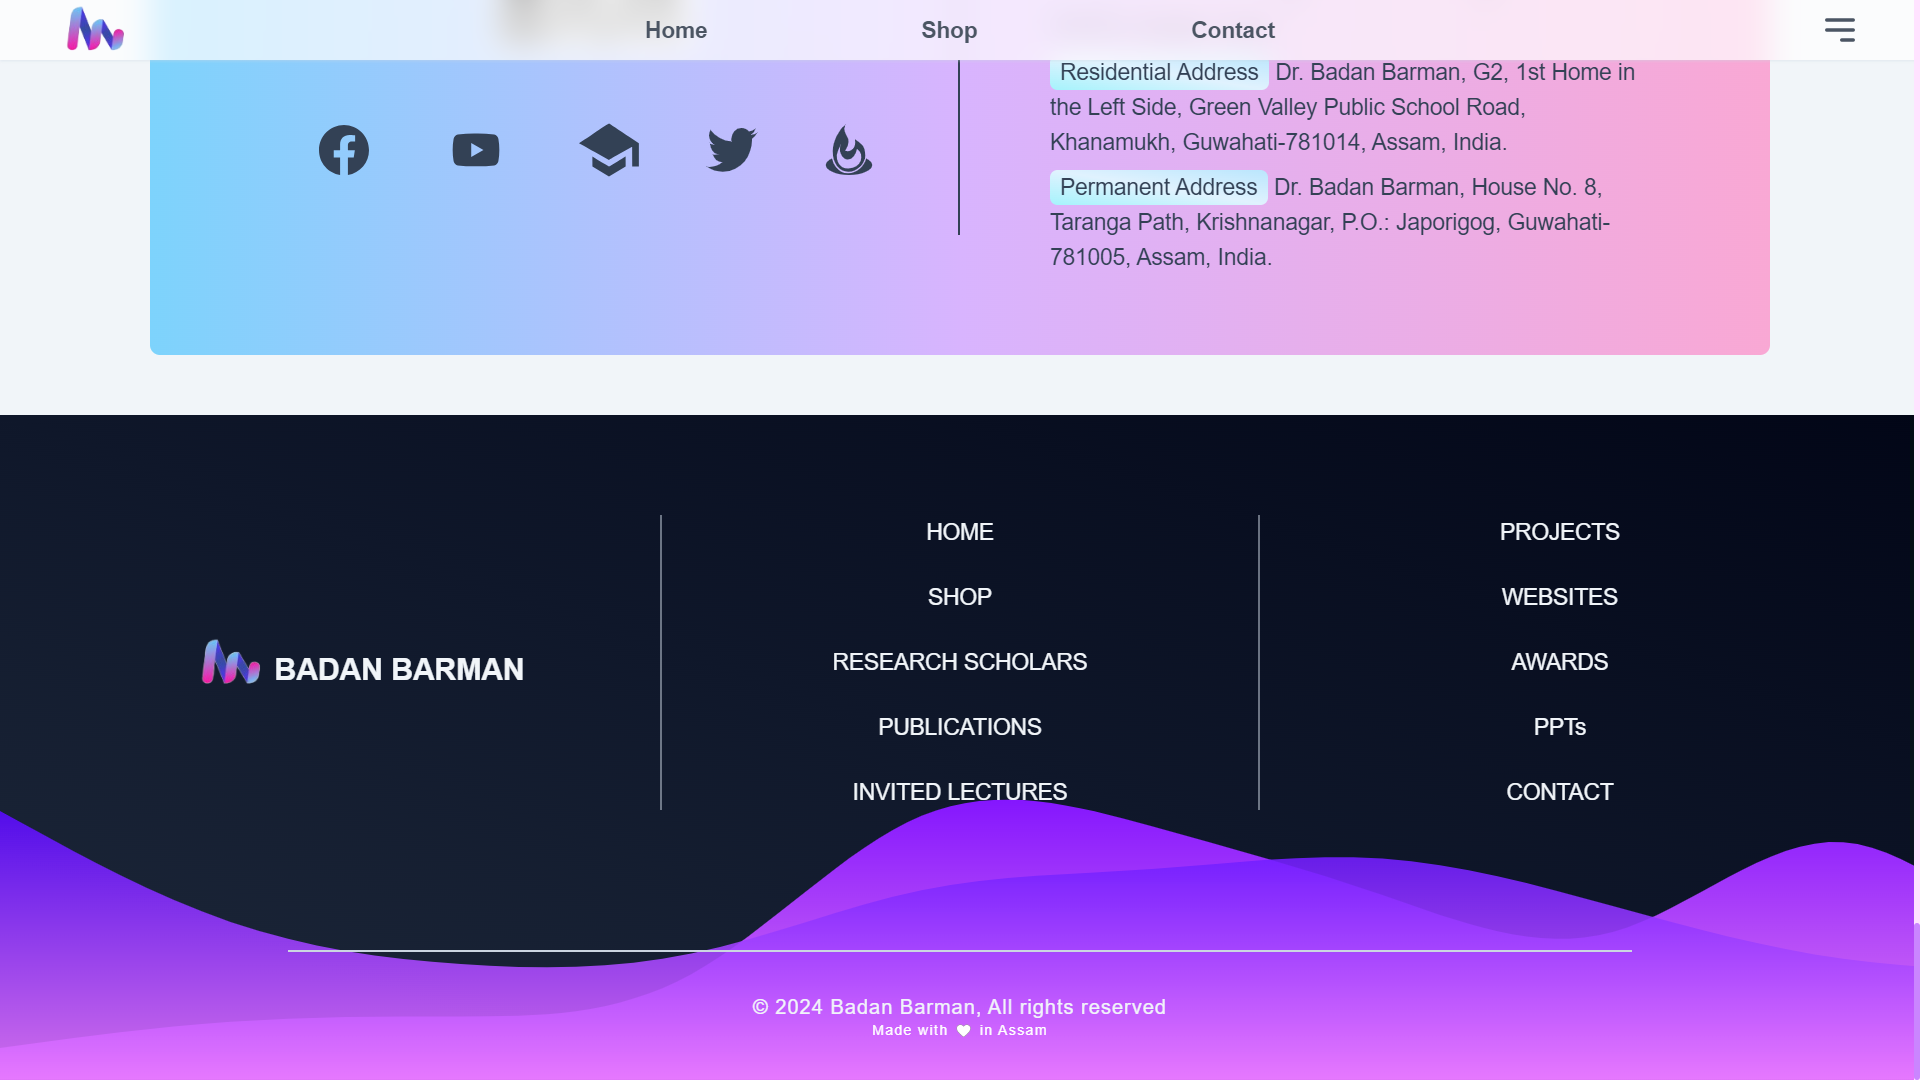 Home
Shop
Contact
Residential Address Dr. Badan Barman, G2, 1st Home in
the Left Side, Green Valley Public School Road,
Khanamukh, Guwahati-781014, Assam, India.
Permanent Address Dr. Badan Barman, House No. 8,
Taranga Path, Krishnanagar, P.O.: Japorigog, Guwahati-
781005, Assam, India.
BADAN BARMAN
HOME
SHOP
RESEARCH SCHOLARS
PUBLICATIONS
INVITED LECTURES
PROJECTS
WEBSITES
AWARDS
PPTs
CONTACT
© 2024 Badan Barman, All rights reserved
Made with in Assam